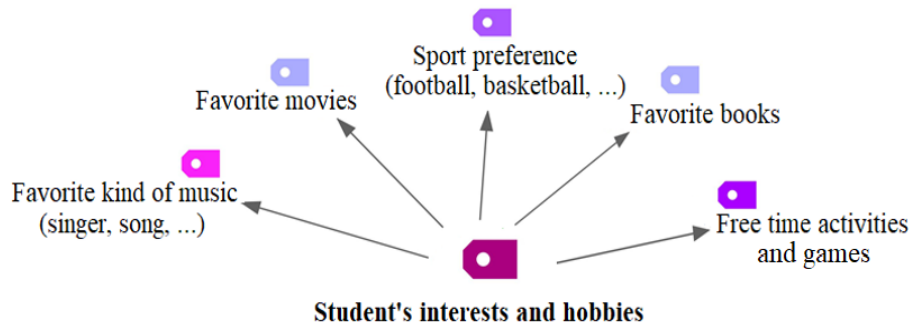 Sport preference
(football, basketball, ...)
Favorite movies
Favorite books
Favorite kind of music
(singer, song, ...)
Free time activities
and games
Student's interests and hobbies